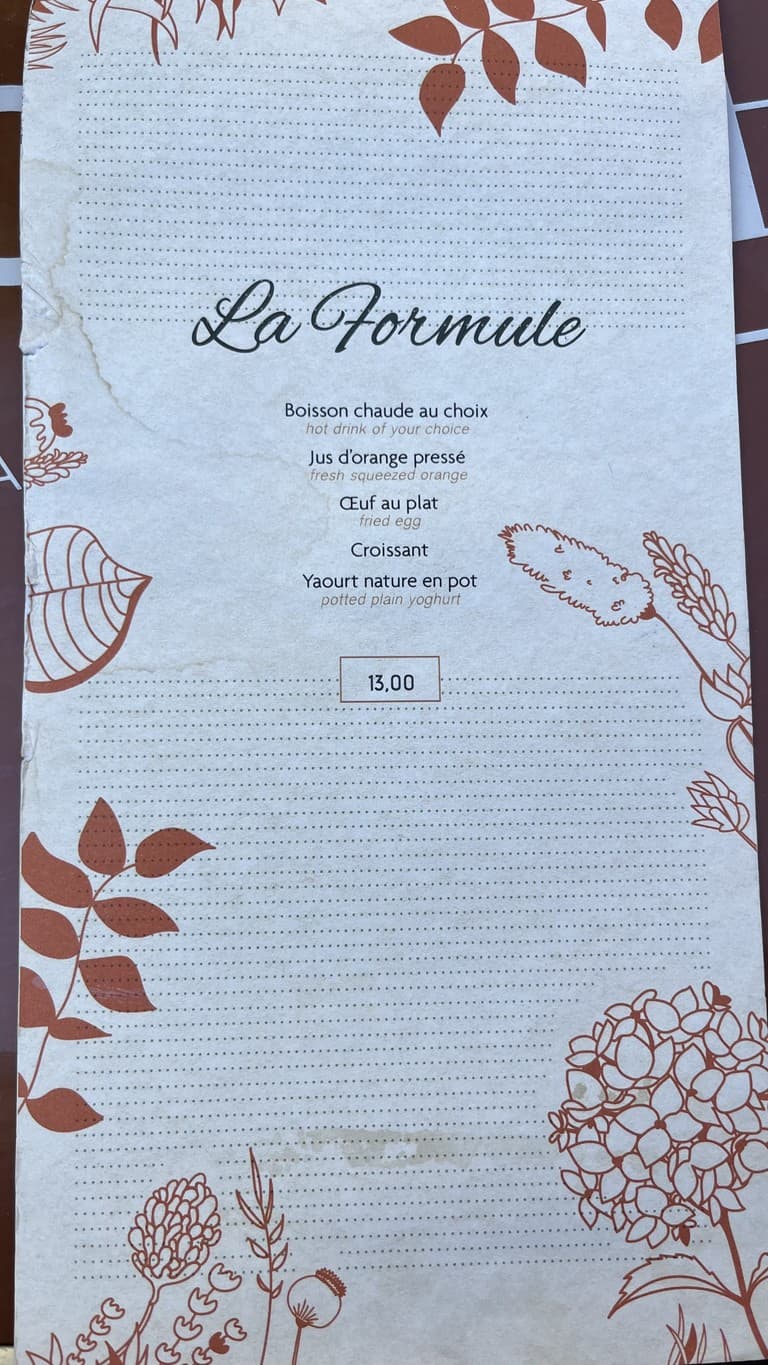 La Formule
Boisson chaude au choix
hot drink of your choice
Jus d'orange pressé
fresh squeezed orange
Œuf au plat
fried egg
Croissant
Yaourt nature en pot
potted plain yoghurt
13,00
A